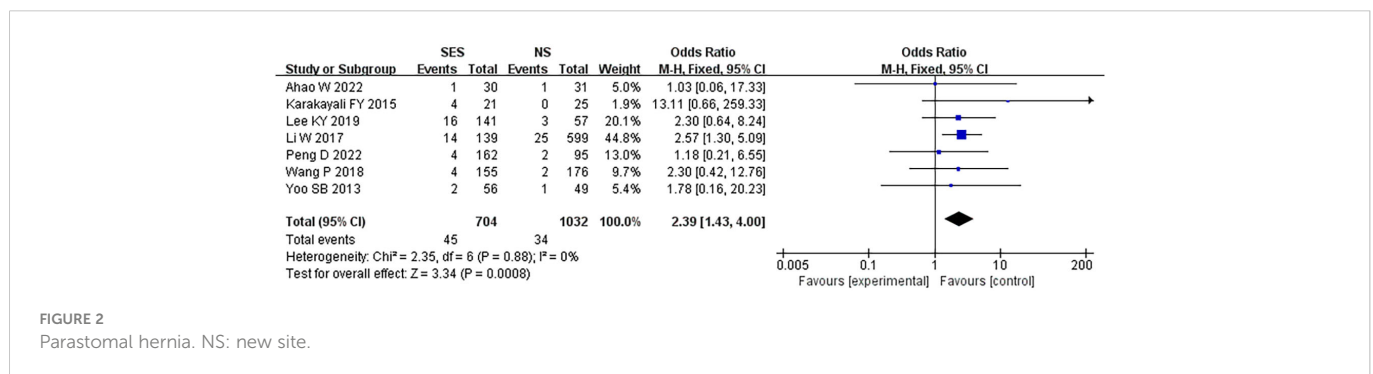 SES NS Odds Ratio Odds Ratio
Study or Subgroup Events Total Events Total Weight M-H, Fixed, 95% CI M-H, Fixed, 95% CI
Ahao W 2022 1 30 1 31 5.0% 1.03 [0.06, 17.33]
Karakayali FY 2015 4 21 0 25 1.9% 13.11 [0.66, 259.33]
Lee KY 2019 16 141 3 57 20.1% 2.30 [0.64, 8.24]
Li W 2017 14 139 25 599 44.8% 2.57 [1.30, 5.09]
Peng D 2022 4 162 2 95 13.0% 1.18 [0.21, 6.55]
Wang P 2018 4 155 2 176 9.7% 2.30 [0.42, 12.76]
Yoo SB 2013 2 56 1 49 5.4% 1.78 [0.16, 20.23]
Total (95% CI) 704 1032 100.0% 2.39 [1.43, 4.00]
Total events 45 34
Heterogeneity: Chi² = 2.35, df = 6 (P = 0.88); I² = 0%
Test for overall effect: Z = 3.34 (P = 0.0008)
0.005 0.1 1 10 200
Favours [experimental] Favours [control]
FIGURE 2
Parastomal hernia. NS: new site.